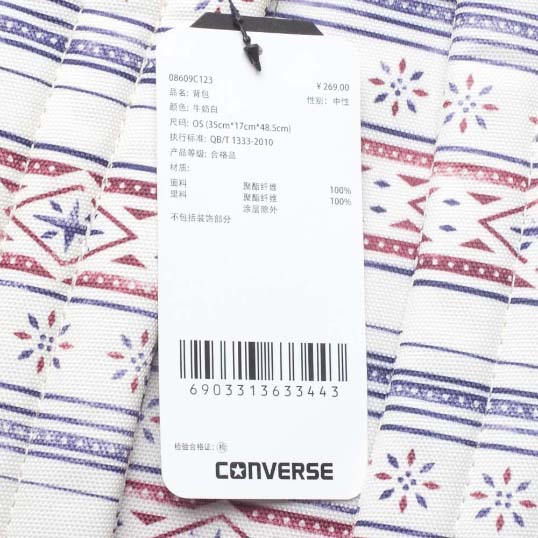 08609C123 ¥269.00
品名: 背包 性别: 中性
颜色: 牛奶白
尺码: OS (35cm*17cm*48.5cm)
执行标准: QB/T 1333-2010
产品等级: 合格品
材质:
面料 聚酯纤维 100%
里料 聚酯纤维 100%
涂层除外
不包括装饰部分
6903313633443
检验合格证: 检
CONVERSE